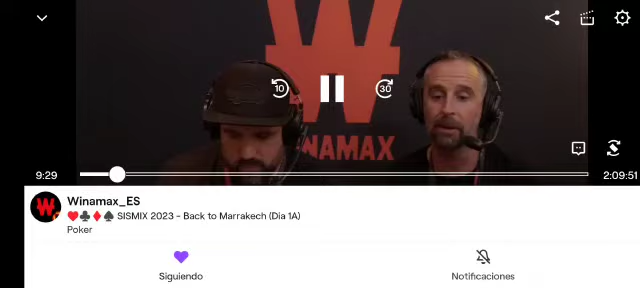 10
30
WINAMAX
9:29
2:09:51
Winamax_ES
♥♣♦♠ SISMIX 2023 - Back to Marrakech (Dia 1A)
Poker
Siguiendo
Notificaciones